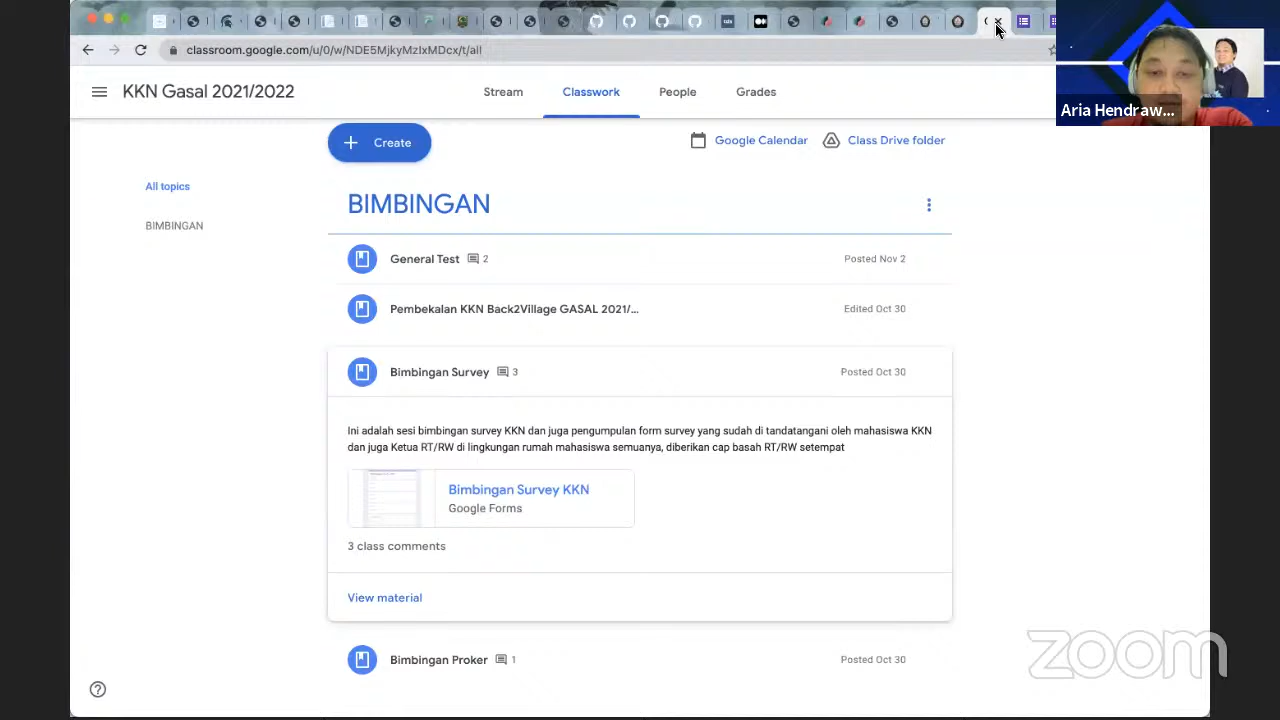 classroom.google.com/u/0/w/NDE5MjkyMzIxMDcx/t/all
KKN Gasal 2021/2022
Stream
Classwork
People
Grades
Aria Hendraw...
Create
Google Calendar
Class Drive folder
All topics
BIMBINGAN
BIMBINGAN
General Test
2
Posted Nov 2
Pembekalan KKN Back2Village GASAL 2021/...
Edited Oct 30
Bimbingan Survey
3
Posted Oct 30
Ini adalah sesi bimbingan survey KKN dan juga pengumpulan form survey yang sudah di tandatangani oleh mahasiswa KKN
dan juga Ketua RT/RW di lingkungan rumah mahasiswa semuanya, diberikan cap basah RT/RW setempat
Bimbingan Survey KKN
Google Forms
3 class comments
View material
Bimbingan Proker
1
Posted Oct 30
zoom